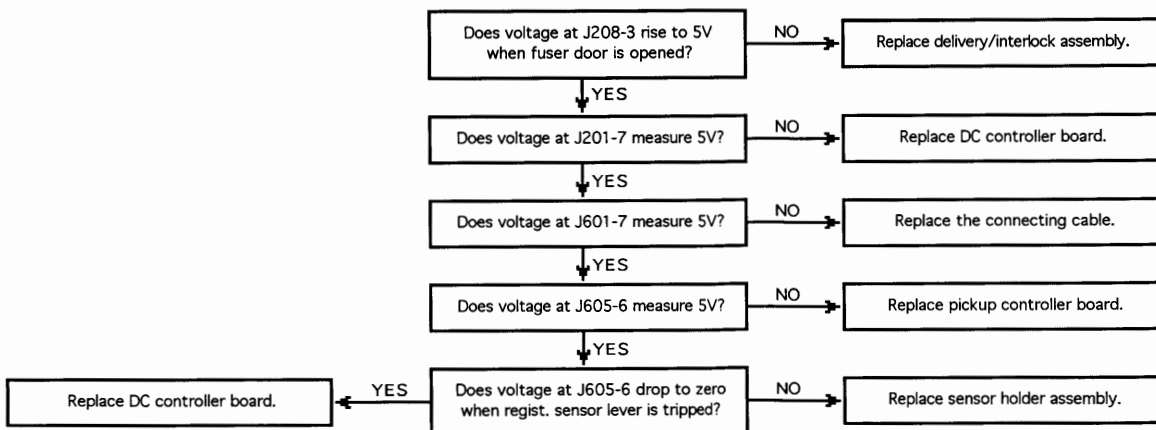 Does voltage at J208-3 rise to 5V
when fuser door is opened?
NO
Replace delivery/interlock assembly.
YES
Does voltage at J201-7 measure 5V?
NO
Replace DC controller board.
YES
Does voltage at J601-7 measure 5V?
NO
Replace the connecting cable.
YES
Does voltage at J605-6 measure 5V?
NO
Replace pickup controller board.
YES
Replace DC controller board.
YES
Does voltage at J605-6 drop to zero
when regist. sensor lever is tripped?
NO
Replace sensor holder assembly.